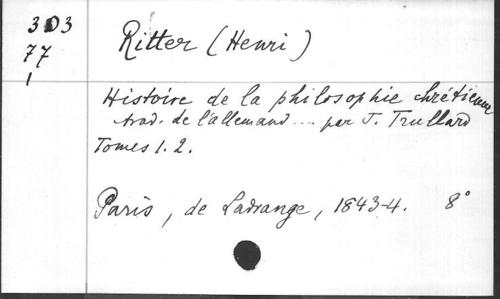 303
77
1
Ritter (Henri)
Histoire de la philosophie chrétienne
trad. de l'allemand ... par J. Trullard
Tomes 1. 2.
Paris, de Ladrange, 1843-4. 8°